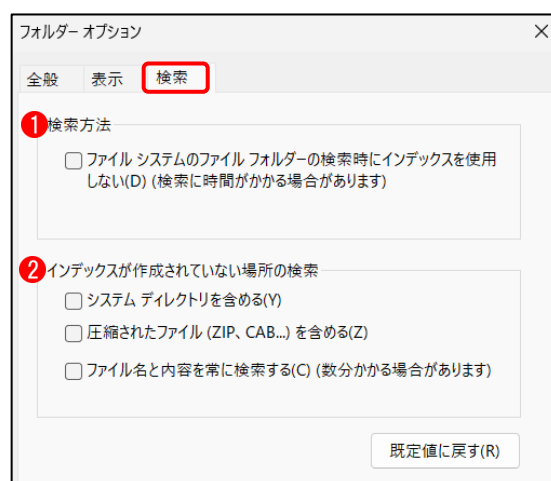 フォルダー オプション
全般 表示 検索
1 検索方法
ファイル システムのファイル フォルダーの検索時にインデックスを使用
しない(D) (検索に時間がかかる場合があります)
2 インデックスが作成されていない場所の検索
システム ディレクトリを含める(Y)
圧縮されたファイル (ZIP、CAB...) を含める(Z)
ファイル名と内容を常に検索する(C) (数分かかる場合があります)
既定値に戻す(R)